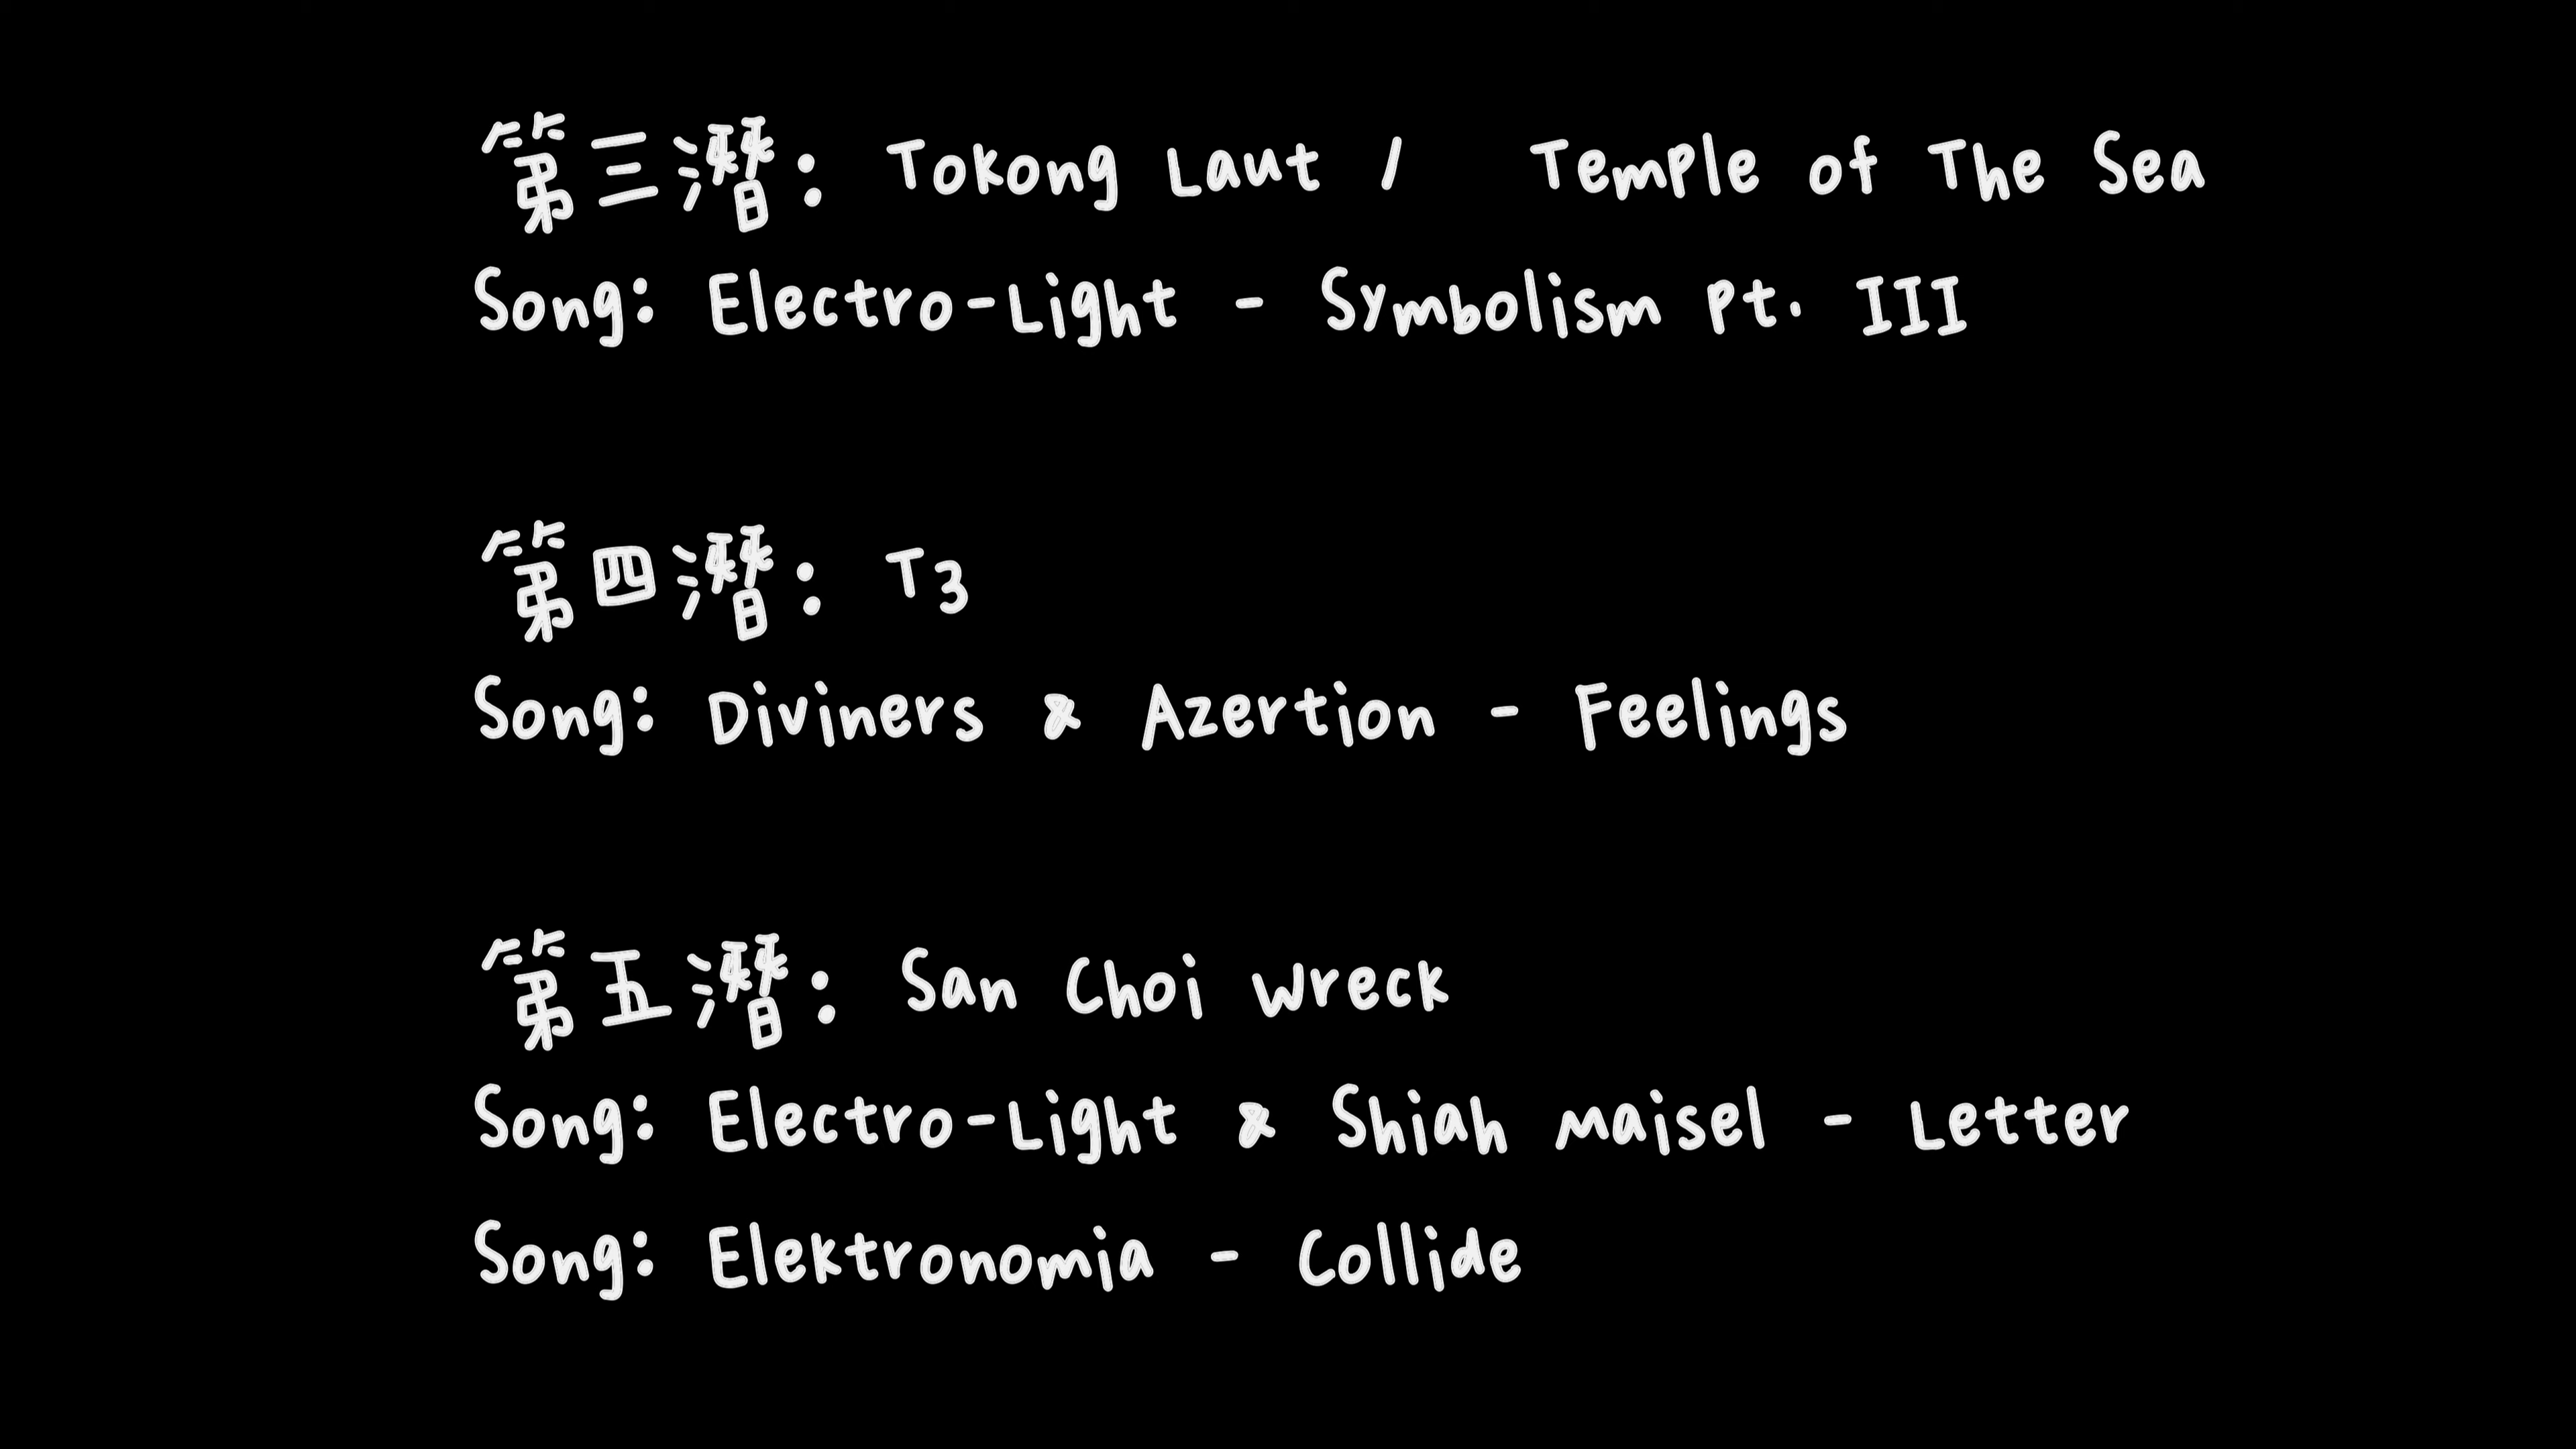 第三潛: Tokong Laut / Temple of The Sea
Song: Electro-Light - Symbolism pt. III
第四潛: T3
Song: Diviners & Azertion - Feelings
第五潛: San Choi Wreck
Song: Electro-Light & Shiah Maisel - Letter
Song: Elektronomia - Collide